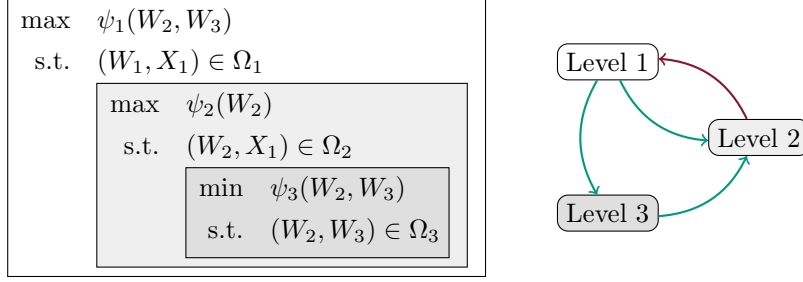 max ψ₁(W₂, W₃)
s.t. (W₁, X₁) ∈ Ω₁
max ψ₂(W₂)
s.t. (W₂, X₁) ∈ Ω₂
min ψ₃(W₂, W₃)
s.t. (W₂, W₃) ∈ Ω₃
Level 1
Level 2
Level 3